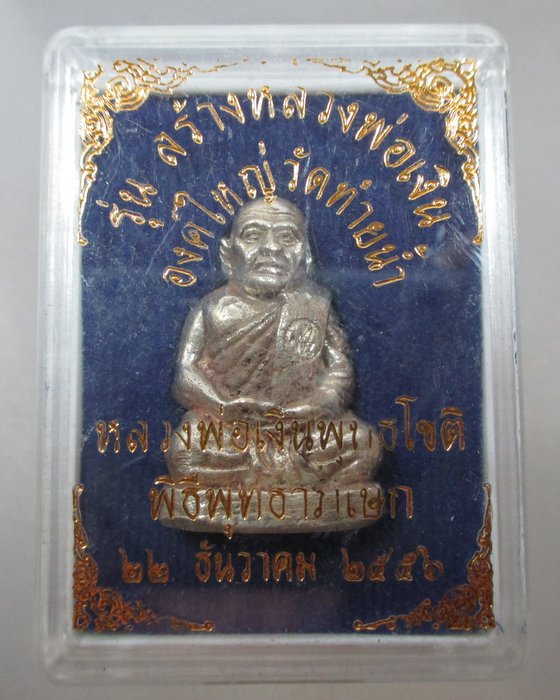 รุ่น สร้างหลวงพ่อเงิน
องค์ใหญ่วัดท้ายน้ำ
หลวงพ่อเงินพุทธโชติ
พิธีพุทธาภิเษก
๒๒ ธันวาคม ๒๕๕๖